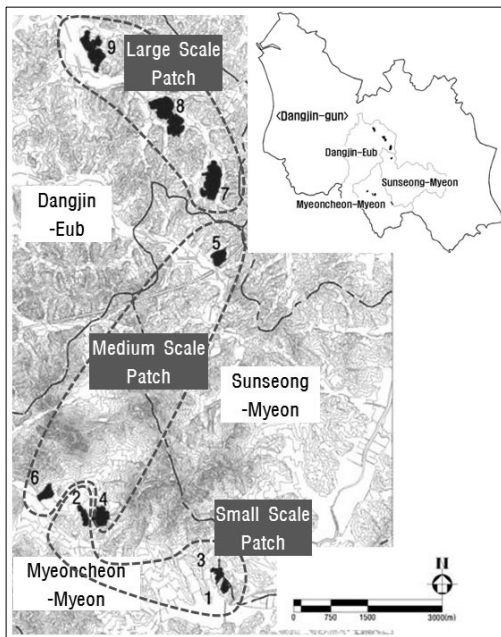 9
Large Scale
Patch
8
7
Dangjin
-Eub
5
Medium Scale
Patch
Sunseong
-Myeon
6
2
4
Small Scale
Patch
3
1
Myeoncheon
-Myeon
<Dangjin-gun>
Dangjin-Eub
Sunseong-Myeon
Myeoncheon-Myeon
N
0
750
1500
3000(m)